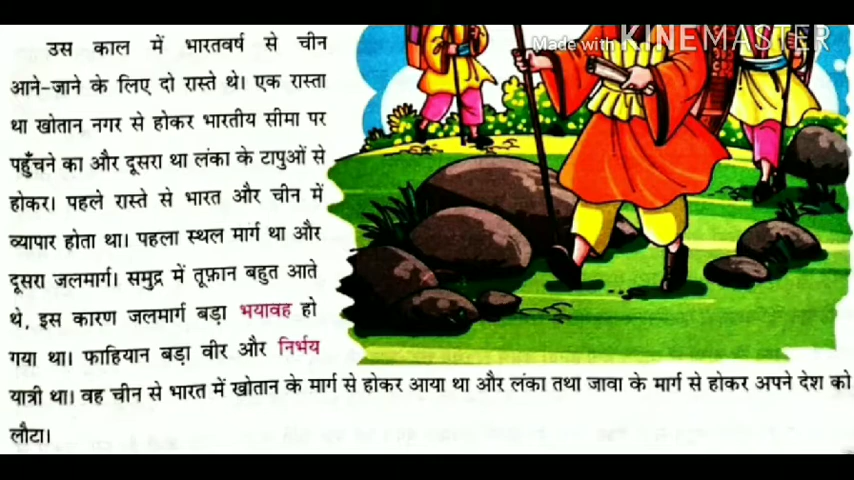 Made with KINEMASTER
उस काल में भारतवर्ष से चीन
आने-जाने के लिए दो रास्ते थे। एक रास्ता
था खोतान नगर से होकर भारतीय सीमा पर
पहुँचने का और दूसरा था लंका के टापुओं से
होकर। पहले रास्ते से भारत और चीन में
व्यापार होता था। पहला स्थल मार्ग था और
दूसरा जलमार्ग। समुद्र में तूफ़ान बहुत आते
थे, इस कारण जलमार्ग बड़ा भयावह हो
गया था। फाहियान बड़ा वीर और निर्भय
यात्री था। वह चीन से भारत में खोतान के मार्ग से होकर आया था और लंका तथा जावा के मार्ग से होकर अपने देश को
लौटा।